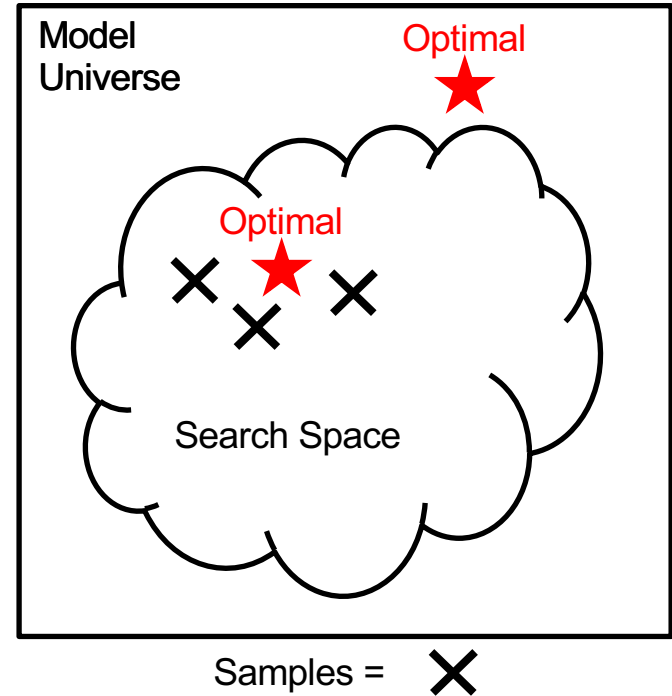 Model
Universe
Optimal
Optimal
Search Space
Samples =